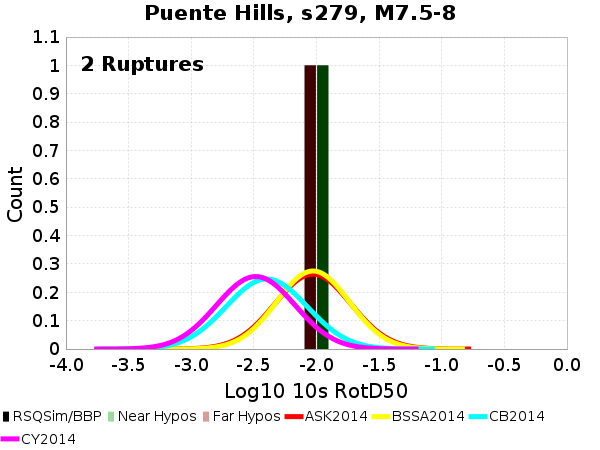 Puente Hills, s279, M7.5-8
2 Ruptures
1.1
1
0.9
0.8
0.7
0.6
0.5
0.4
0.3
0.2
0.1
0
Count
-4.0 -3.5 -3.0 -2.5 -2.0 -1.5 -1.0 -0.5 0.0
Log10 10s RotD50
RSQSim/BBP Near Hypos Far Hypos ASK2014 BSSA2014 CB2014
CY2014